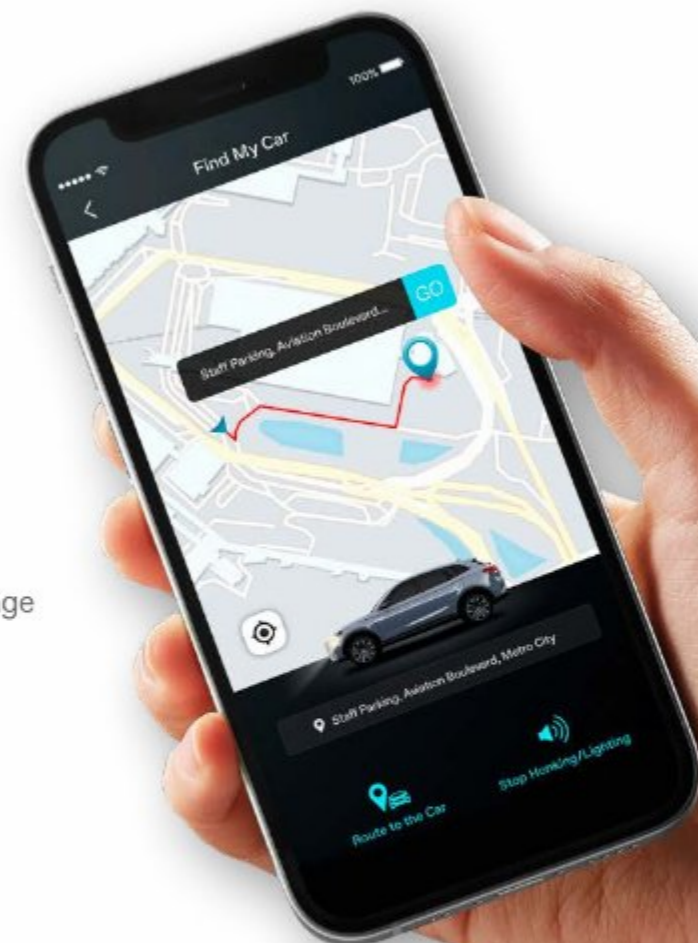 100%
Find My Car
GO
Staff Parking, Aviation Boulevard...
nge
Staff Parking, Aviation Boulevard, Metro City
Stop Honking/Lighting
Route to the Car